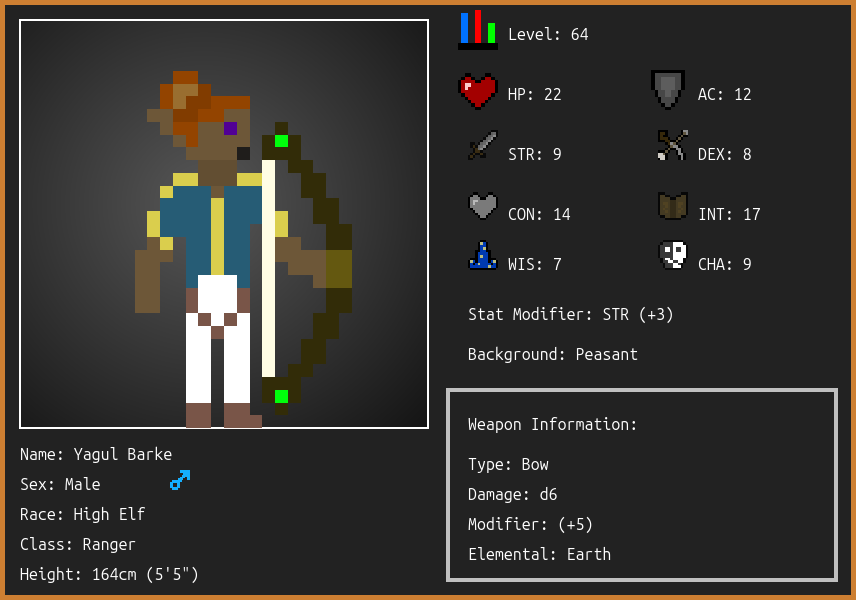 Level: 64
HP: 22
AC: 12
STR: 9
DEX: 8
CON: 14
INT: 17
WIS: 7
CHA: 9
Stat Modifier: STR (+3)
Background: Peasant
Weapon Information:
Type: Bow
Damage: d6
Modifier: (+5)
Elemental: Earth
Name: Yagul Barke
Sex: Male
Race: High Elf
Class: Ranger
Height: 164cm (5'5")